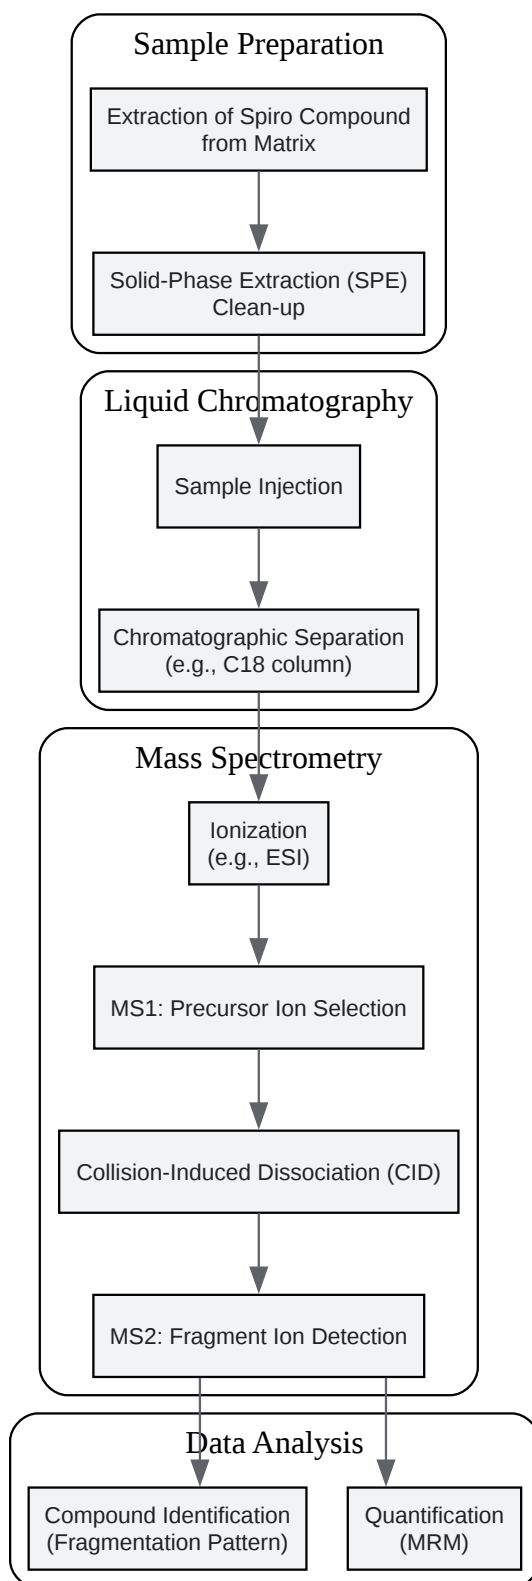 Sample Preparation
Extraction of Spiro Compound
from Matrix
Solid-Phase Extraction (SPE)
Clean-up
Liquid Chromatography
Sample Injection
Chromatographic Separation
(e.g., C18 column)
Mass Spectrometry
Ionization
(e.g., ESI)
MS1: Precursor Ion Selection
Collision-Induced Dissociation (CID)
MS2: Fragment Ion Detection
Data Analysis
Compound Identification
(Fragmentation Pattern)
Quantification
(MRM)